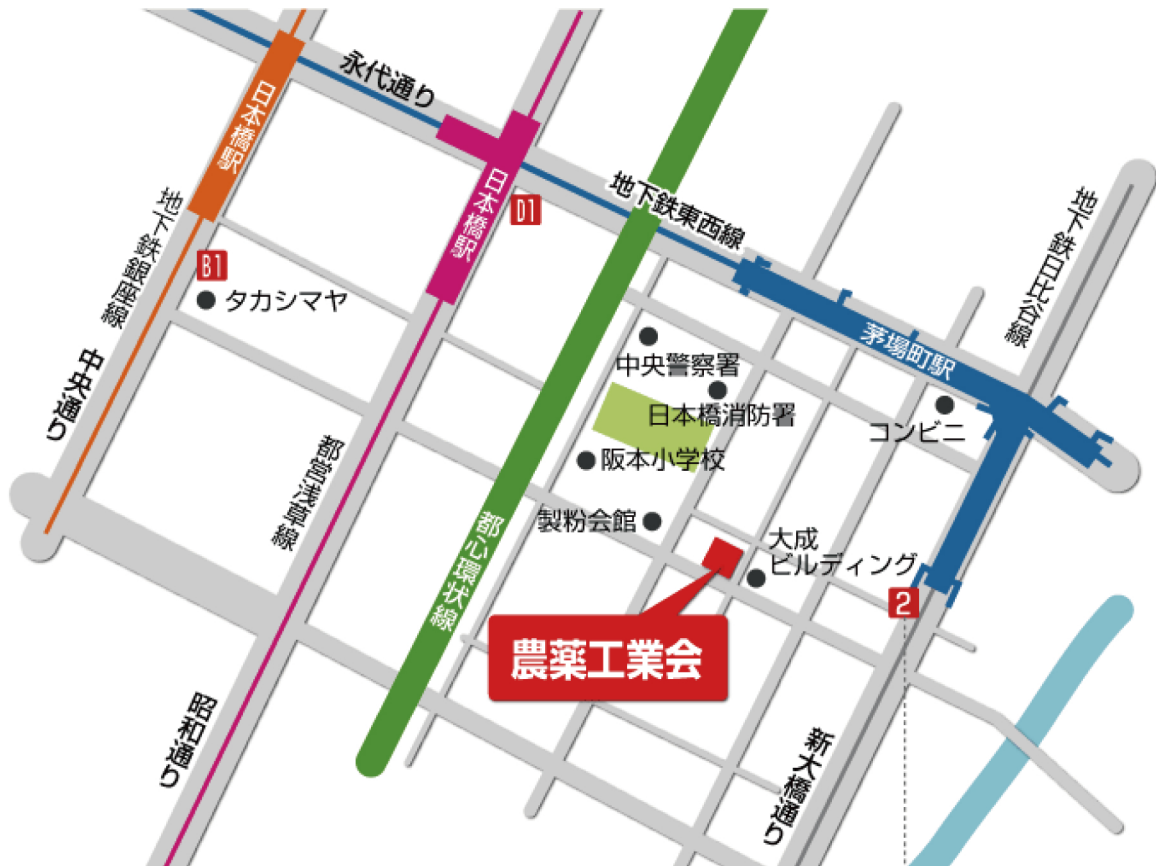 永代通り
日本橋駅
日本橋駅
地下鉄東西線
D1
地下鉄銀座線
B1
タカシマヤ
地下鉄日比谷線
茅場町駅
中央警察署
日本橋消防署
コンビニ
中央通り
阪本小学校
都営浅草線
製粉会館
都心環状線
大成
ビルディング
2
農薬工業会
昭和通り
新大橋通り